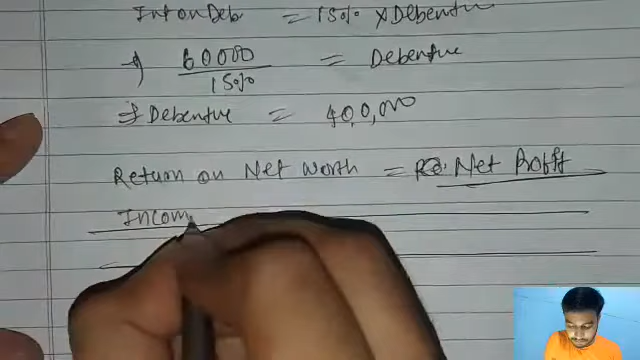 Int on Deb = 15% × Debenture
⇒ 60000 / 15% = Debenture
⇒ Debenture = 40,0,000
Return on Net Worth = Net Profit
Incom